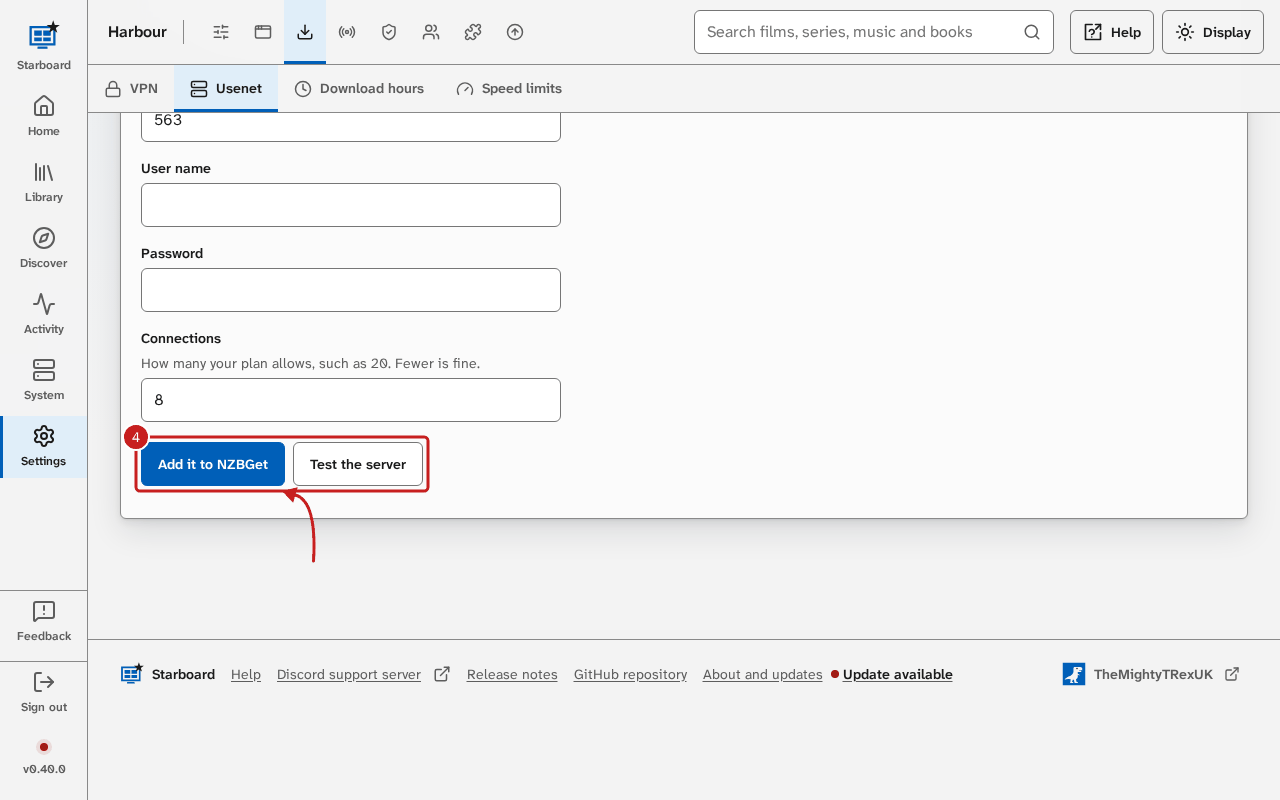 Starboard
Home
Library
Discover
Activity
System
Settings
Feedback
Sign out
v0.40.0
Harbour
Search films, series, music and books
Help
Display
VPN
Usenet
Download hours
Speed limits
563
User name
Password
Connections
How many your plan allows, such as 20. Fewer is fine.
8
4
Add it to NZBGet
Test the server
Starboard
Help
Discord support server
Release notes
GitHub repository
About and updates
Update available
TheMightyTRexUK